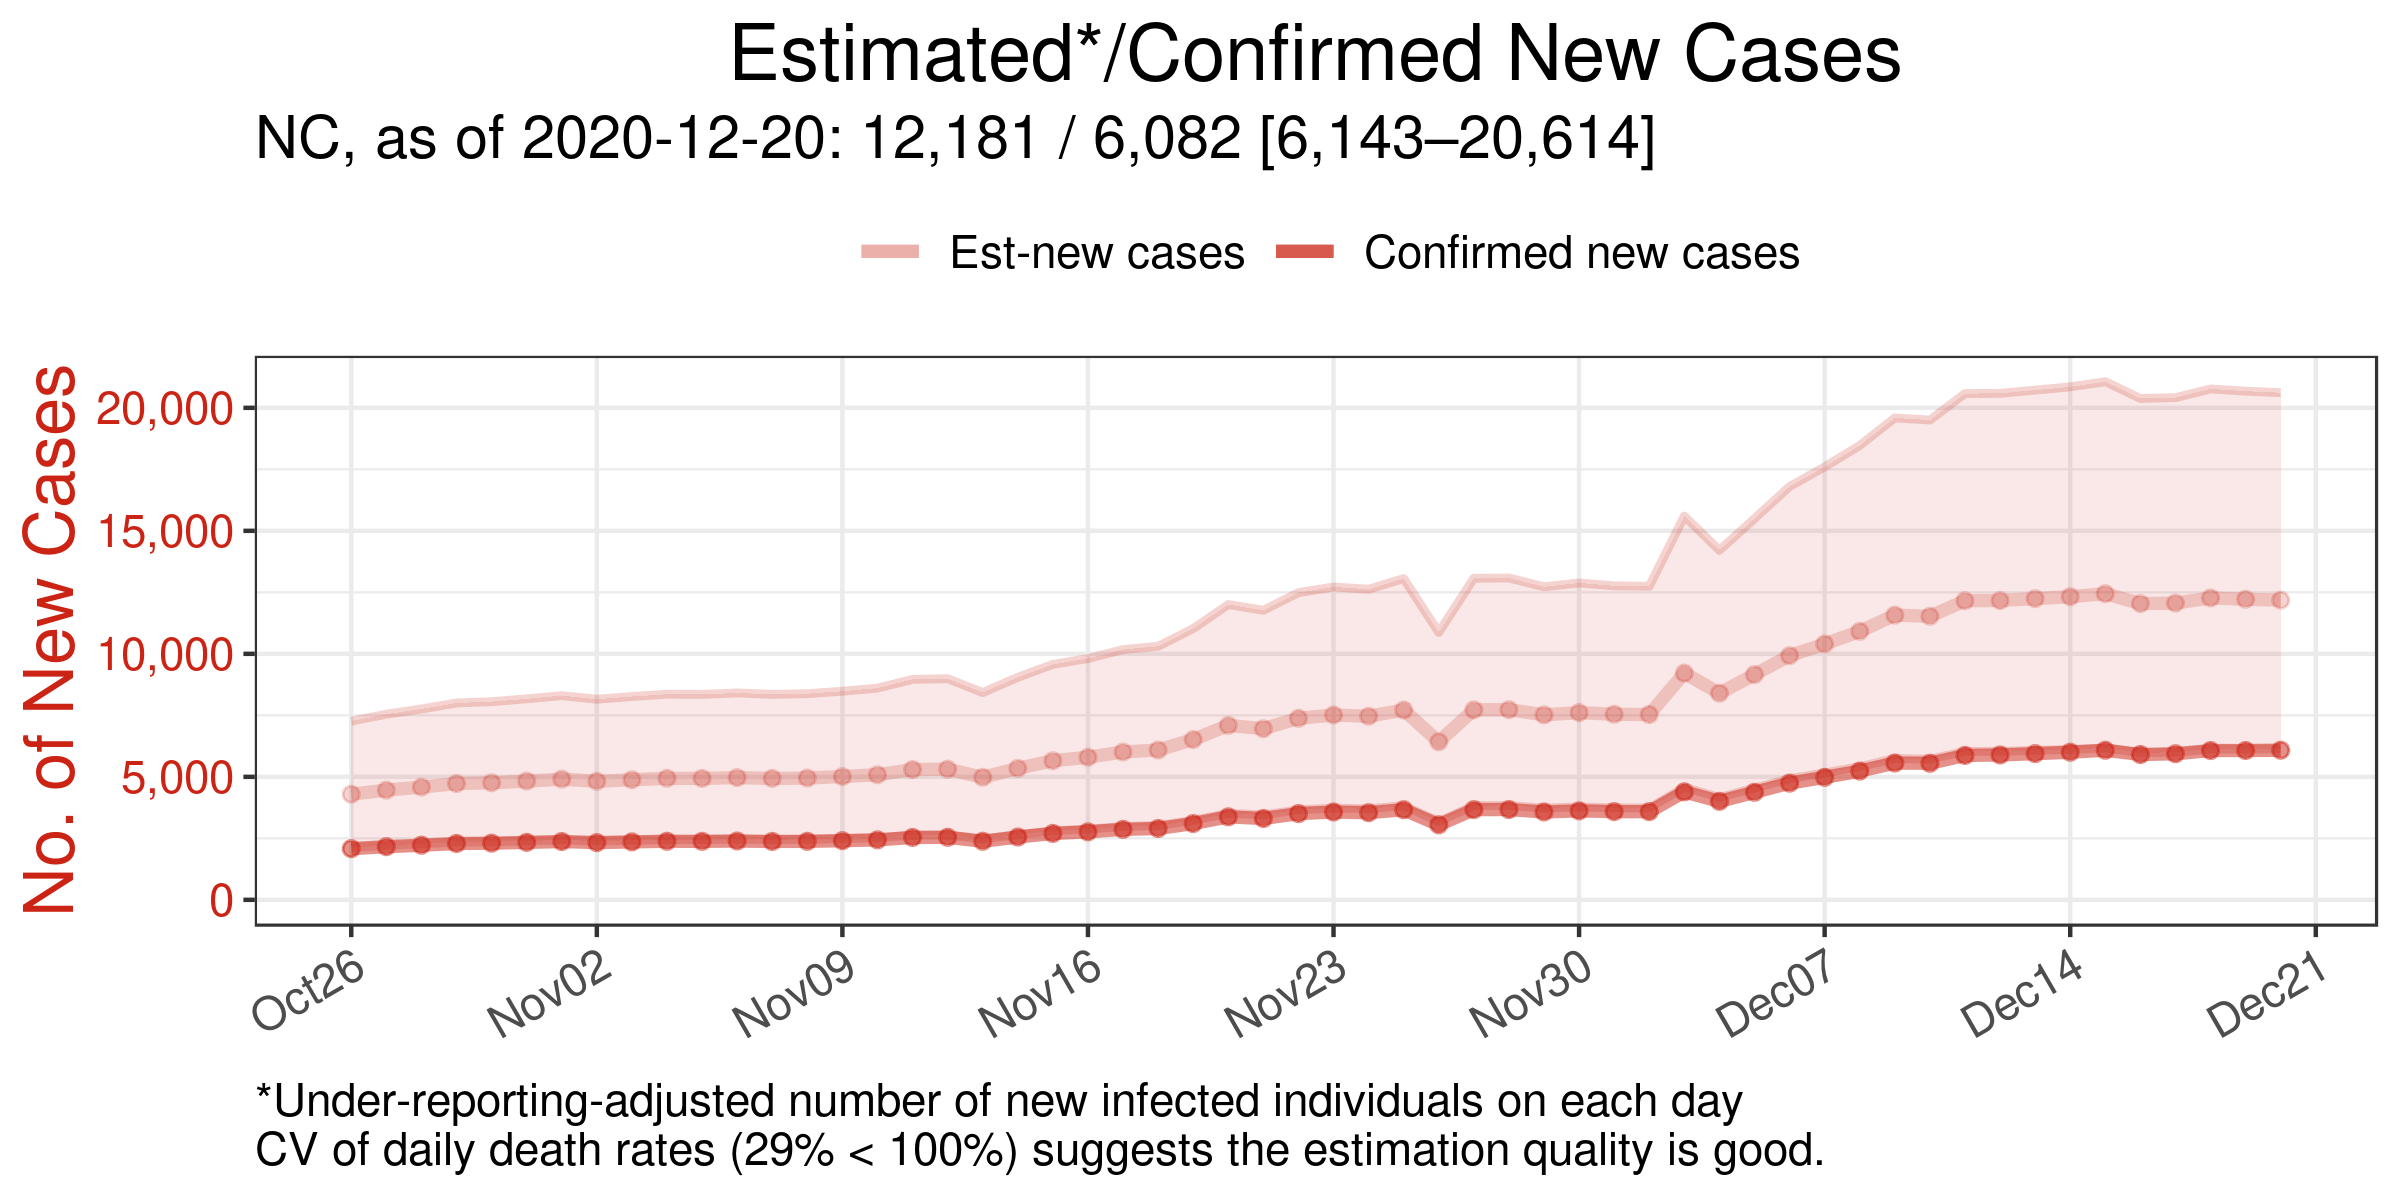 Estimated*/Confirmed New Cases
NC, as of 2020-12-20: 12,181 / 6,082 [6,143–20,614]
Est-new cases
Confirmed new cases
No. of New Cases
20,000
15,000
10,000
5,000
0
Oct26
Nov02
Nov09
Nov16
Nov23
Nov30
Dec07
Dec14
Dec21
*Under-reporting-adjusted number of new infected individuals on each day
CV of daily death rates (29% < 100%) suggests the estimation quality is good.